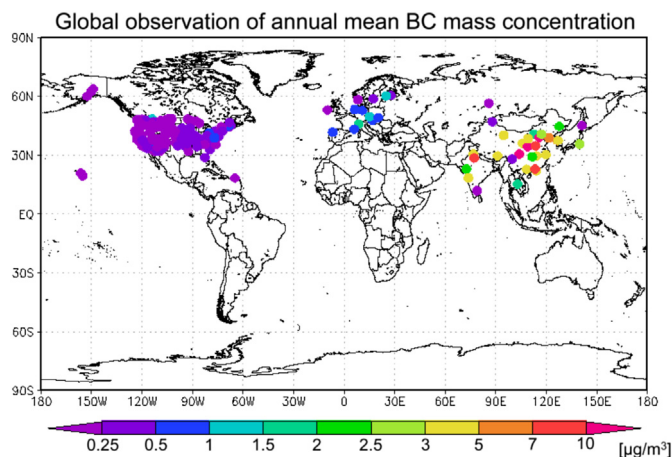 Global observation of annual mean BC mass concentration
90N
60N
30N
EQ
30S
60S
90S
180 150W 120W 90W 60W 30W 0 30E 60E 90E 120E 150E 180
0.25 0.5 1 1.5 2 2.5 3 5 7 10 [µg/m³]